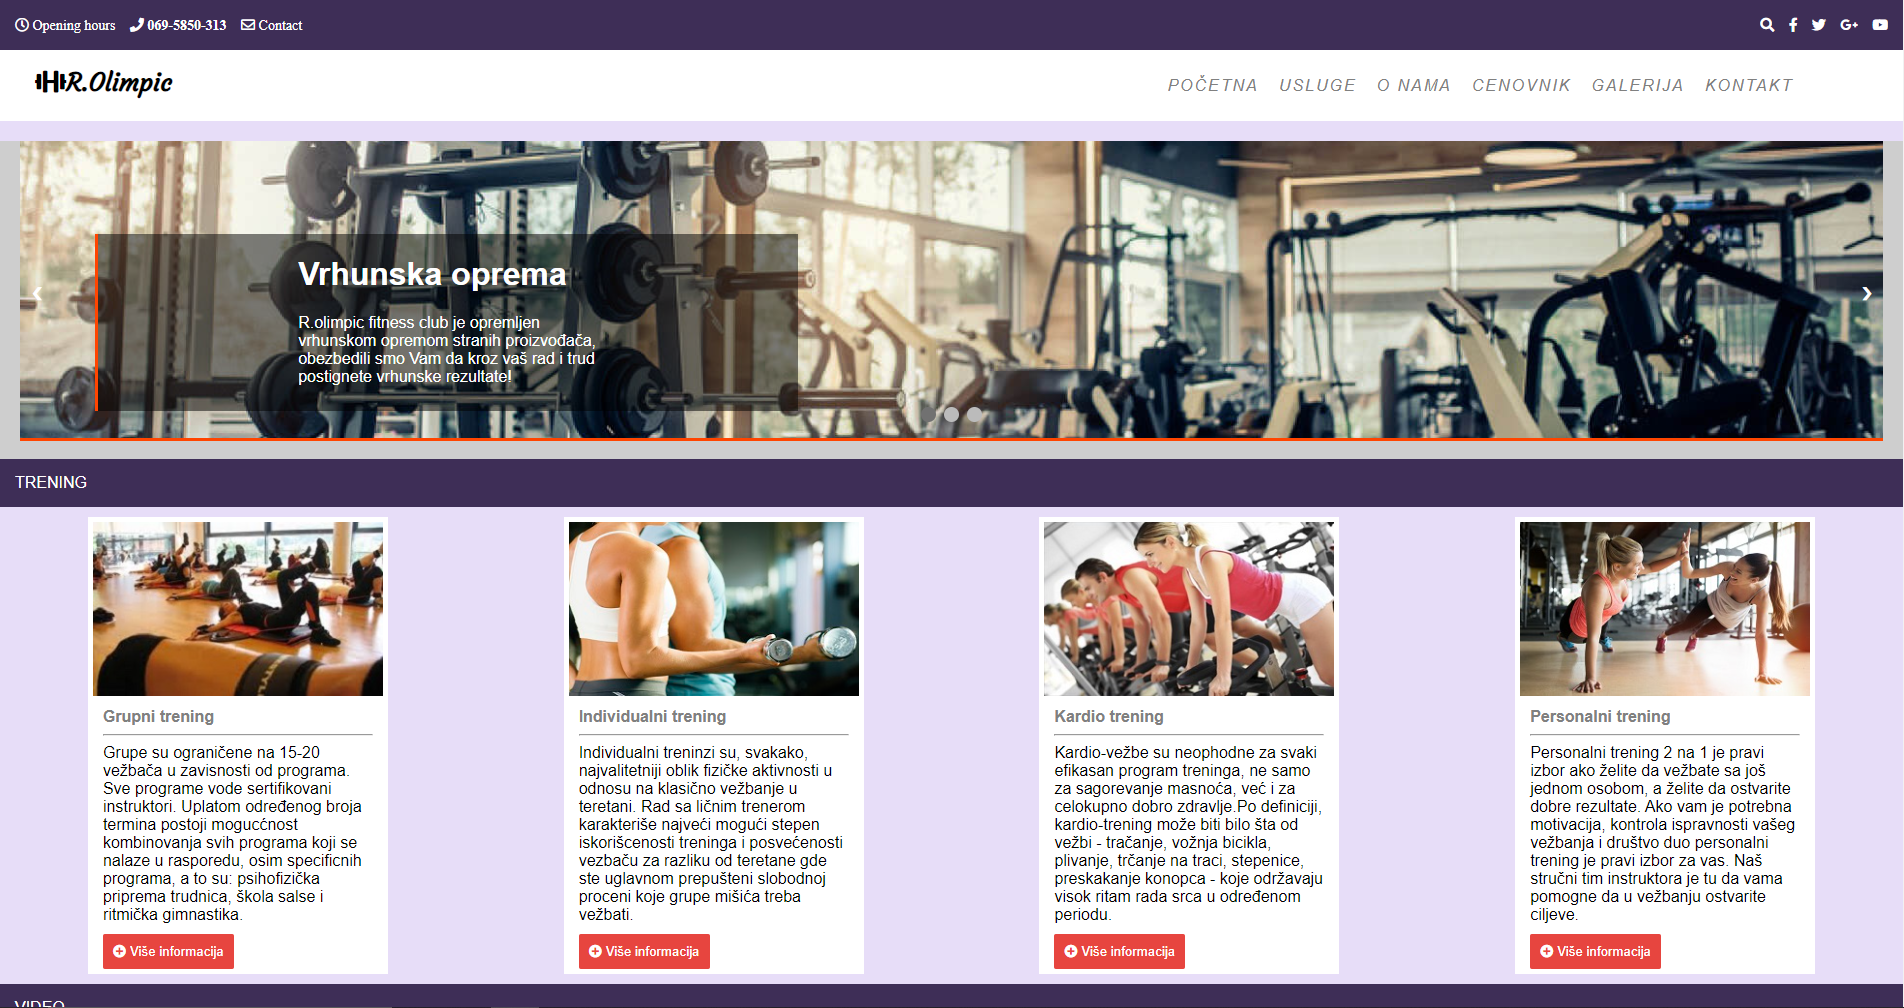 Opening hours 069-5850-313 Contact
R.Olimpic
POČETNA USLUGE O NAMA CENOVNIK GALERIJA KONTAKT
Vrhunska oprema
R.olimpic fitness club je opremljen
vrhunskom opremom stranih proizvođača,
obezbedili smo Vam da kroz vaš rad i trud
postignete vrhunske rezultate!
TRENING
Grupni trening
Grupe su ograničene na 15-20
vežbača u zavisnosti od programa.
Sve programe vode sertifikovani
instruktori. Uplatom određenog broja
termina postoji mogucćnost
kombinovanja svih programa koji se
nalaze u rasporedu, osim specificnih
programa, a to su: psihofizička
priprema trudnica, škola salse i
ritmička gimnastika.
Više informacija
Individualni trening
Individualni treninzi su, svakako,
najvalitetniji oblik fizičke aktivnosti u
odnosu na klasično vežbanje u
teretani. Rad sa ličnim trenerom
karakteriše najveći mogući stepen
iskorišcenosti treninga i posvećenosti
vezbaču za razliku od teretane gde
ste uglavnom prepušteni slobodnoj
proceni koje grupe mišića treba
vežbati.
Više informacija
Kardio trening
Kardio-vežbe su neophodne za svaki
efikasan program treninga, ne samo
za sagorevanje masnoća, već i za
celokupno dobro zdravlje.Po definiciji,
kardio-trening može biti bilo šta od
vežbi - tračanje, vožnja bicikla,
plivanje, trčanje na traci, stepenice,
preskakanje konopca - koje održavaju
visok ritam rada srca u određenom
periodu.
Više informacija
Personalni trening
Personalni trening 2 na 1 je pravi
izbor ako želite da vežbate sa još
jednom osobom, a želite da ostvarite
dobre rezultate. Ako vam je potrebna
motivacija, kontrola ispravnosti vašeg
vežbanja i društvo duo personalni
trening je pravi izbor za vas. Naš
stručni tim instruktora je tu da vama
pomogne da u vežbanju ostvarite
ciljeve.
Više informacija
VIDEO